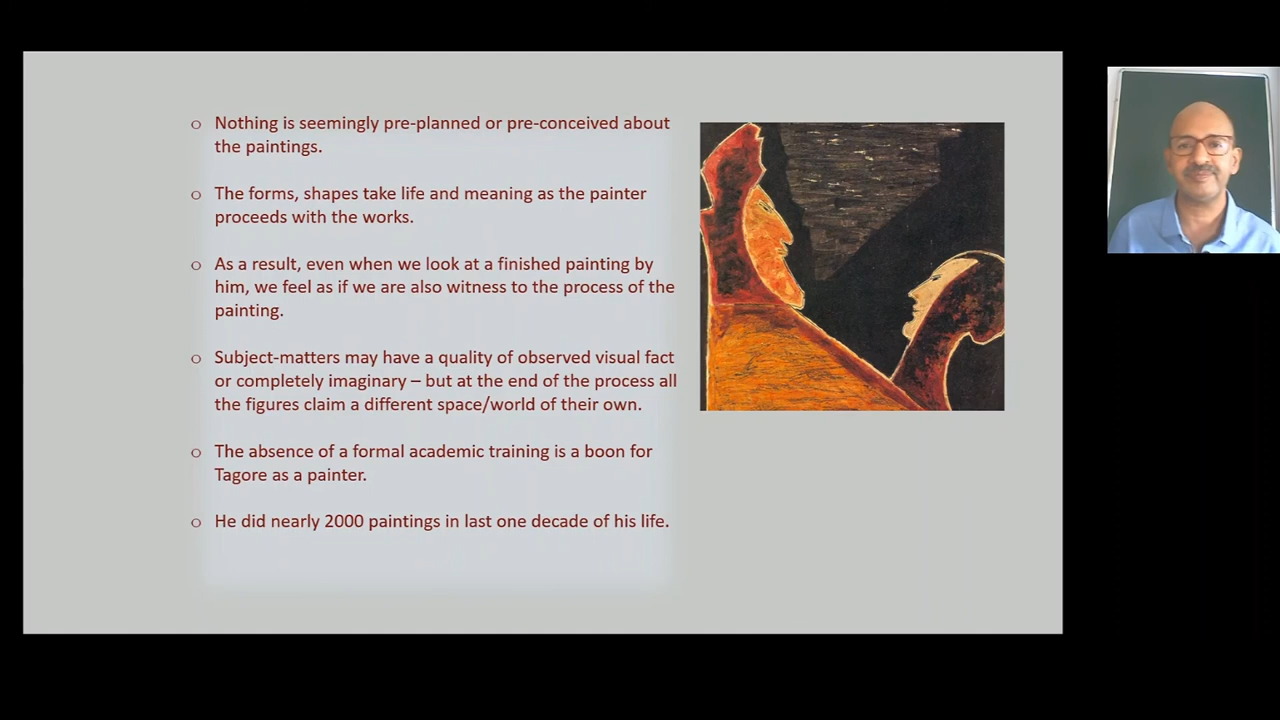 o Nothing is seemingly pre-planned or pre-conceived about
the paintings.
o The forms, shapes take life and meaning as the painter
proceeds with the works.
o As a result, even when we look at a finished painting by
him, we feel as if we are also witness to the process of the
painting.
o Subject-matters may have a quality of observed visual fact
or completely imaginary – but at the end of the process all
the figures claim a different space/world of their own.
o The absence of a formal academic training is a boon for
Tagore as a painter.
o He did nearly 2000 paintings in last one decade of his life.